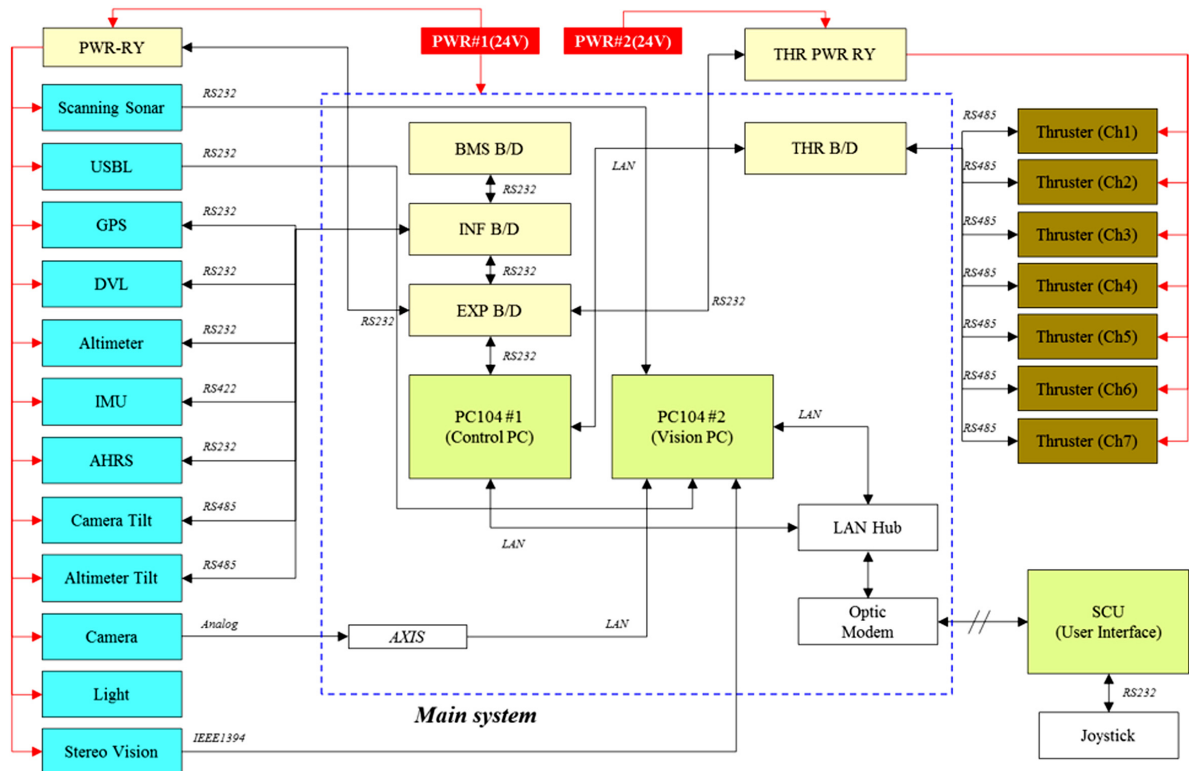 PWR-RY
PWR#1(24V)
PWR#2(24V)
THR PWR RY
Scanning Sonar
RS232
USBL
RS232
GPS
RS232
DVL
RS232
Altimeter
RS232
IMU
RS422
AHRS
RS232
Camera Tilt
RS485
Altimeter Tilt
RS485
Camera
Analog
Light
Stereo Vision
IEEE1394
BMS B/D
RS232
INF B/D
RS232
EXP B/D
RS232
RS232
RS232
PC104 #1
(Control PC)
PC104 #2
(Vision PC)
LAN
THR B/D
LAN
LAN
LAN Hub
AXIS
LAN
Optic
Modem
Main system
RS485
Thruster (Ch1)
RS485
Thruster (Ch2)
RS485
Thruster (Ch3)
RS485
Thruster (Ch4)
RS485
Thruster (Ch5)
RS485
Thruster (Ch6)
RS485
Thruster (Ch7)
SCU
(User Interface)
RS232
Joystick